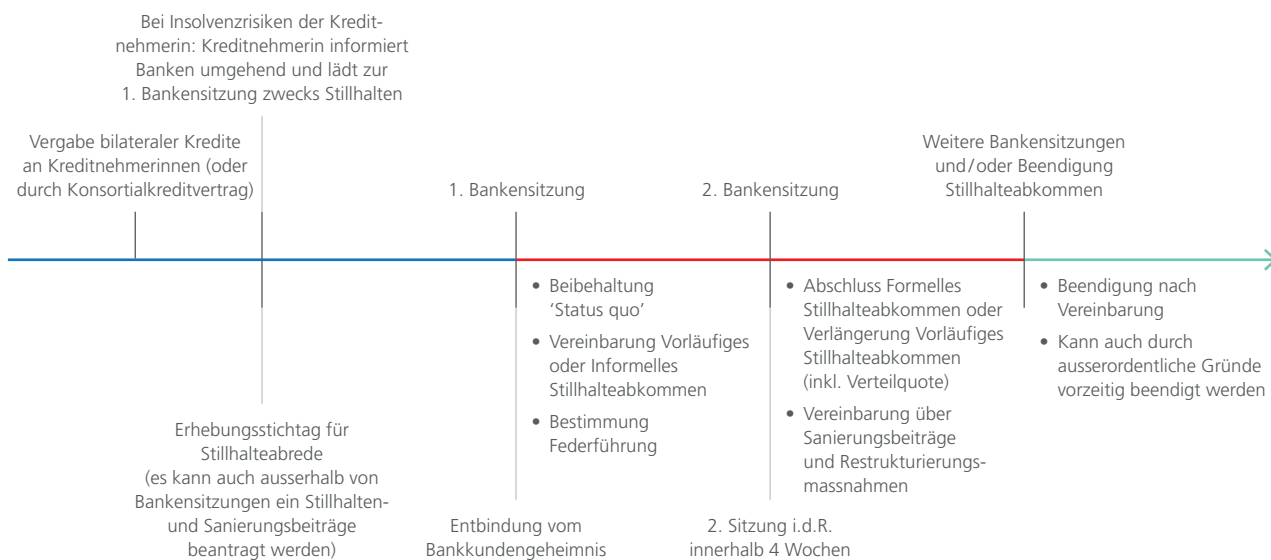 Bei Insolvenzrisiken der Kredit-
nehmerin: Kreditnehmerin informiert
Banken umgehend und lädt zur
1. Bankensitzung zwecks Stillhalten
Vergabe bilateraler Kredite
an Kreditnehmerinnen (oder
durch Konsortialkreditvertrag)
1. Bankensitzung
2. Bankensitzung
Weitere Bankensitzungen
und/oder Beendigung
Stillhalteabkommen
Erhebungsstichtag für
Stillhalteabrede
(es kann auch ausserhalb von
Bankensitzungen ein Stillhalten-
und Sanierungsbeiträge
beantragt werden)
• Beibehaltung
‘Status quo’
• Vereinbarung Vorläufiges
oder Informelles
Stillhalteabkommen
• Bestimmung
Federführung
Entbindung vom
Bankkundengeheimnis
• Abschluss Formelles
Stillhalteabkommen oder
Verlängerung Vorläufiges
Stillhalteabkommen
(inkl. Verteilquote)
• Vereinbarung über
Sanierungsbeiträge
und Restrukturierungs-
massnahmen
2. Sitzung i.d.R.
innerhalb 4 Wochen
• Beendigung nach
Vereinbarung
• Kann auch durch
ausserordentliche Gründe
vorzeitig beendigt werden